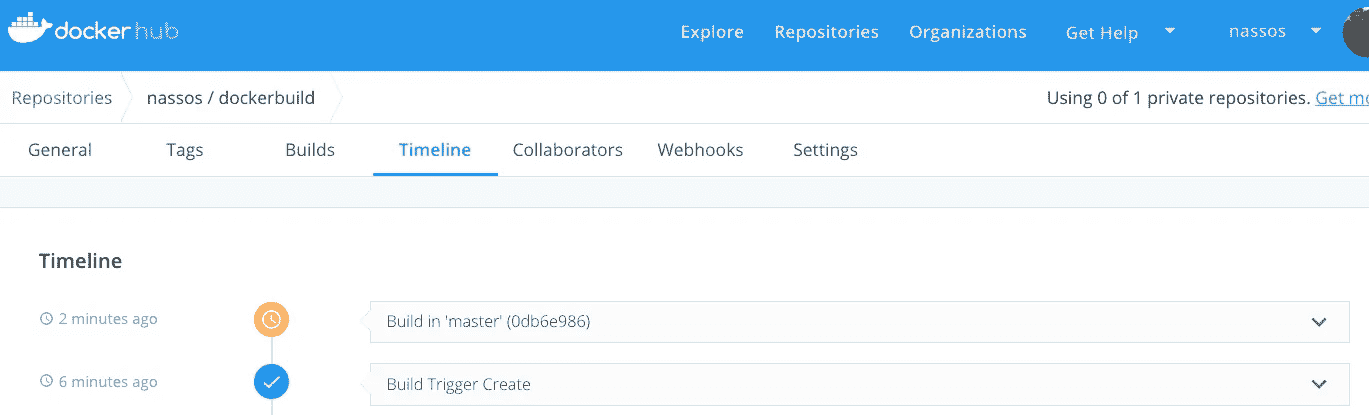 docker hub Explore Repositories Organizations Get Help nassos
Repositories nassos / dockerbuild Using 0 of 1 private repositories. Get mo
General Tags Builds Timeline Collaborators Webhooks Settings
Timeline
2 minutes ago Build in 'master' (0db6e986)
6 minutes ago Build Trigger Create